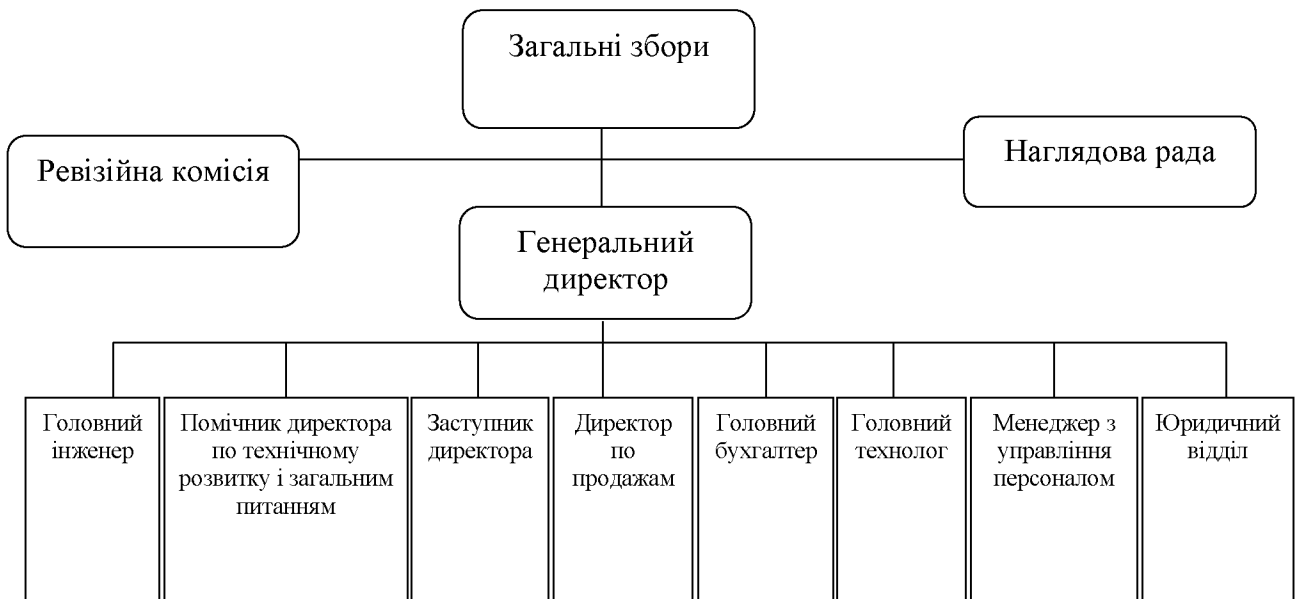 Загальні збори
Ревізійна комісія
Наглядова рада
Генеральний
директор
Головний
інженер
Помічник директора
по технічному
розвитку і загальним
питанням
Заступник
директора
Директор
по
продажам
Головний
бухгалтер
Головний
технолог
Менеджер з
управління
персоналом
Юридичний
відділ